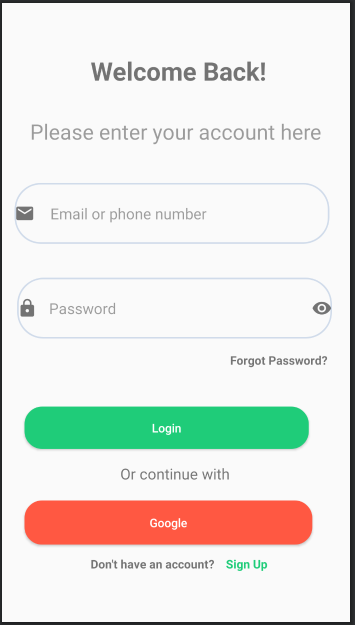 Welcome Back!
Please enter your account here
Email or phone number
Password
Forgot Password?
Login
Or continue with
Google
Don't have an account? Sign Up